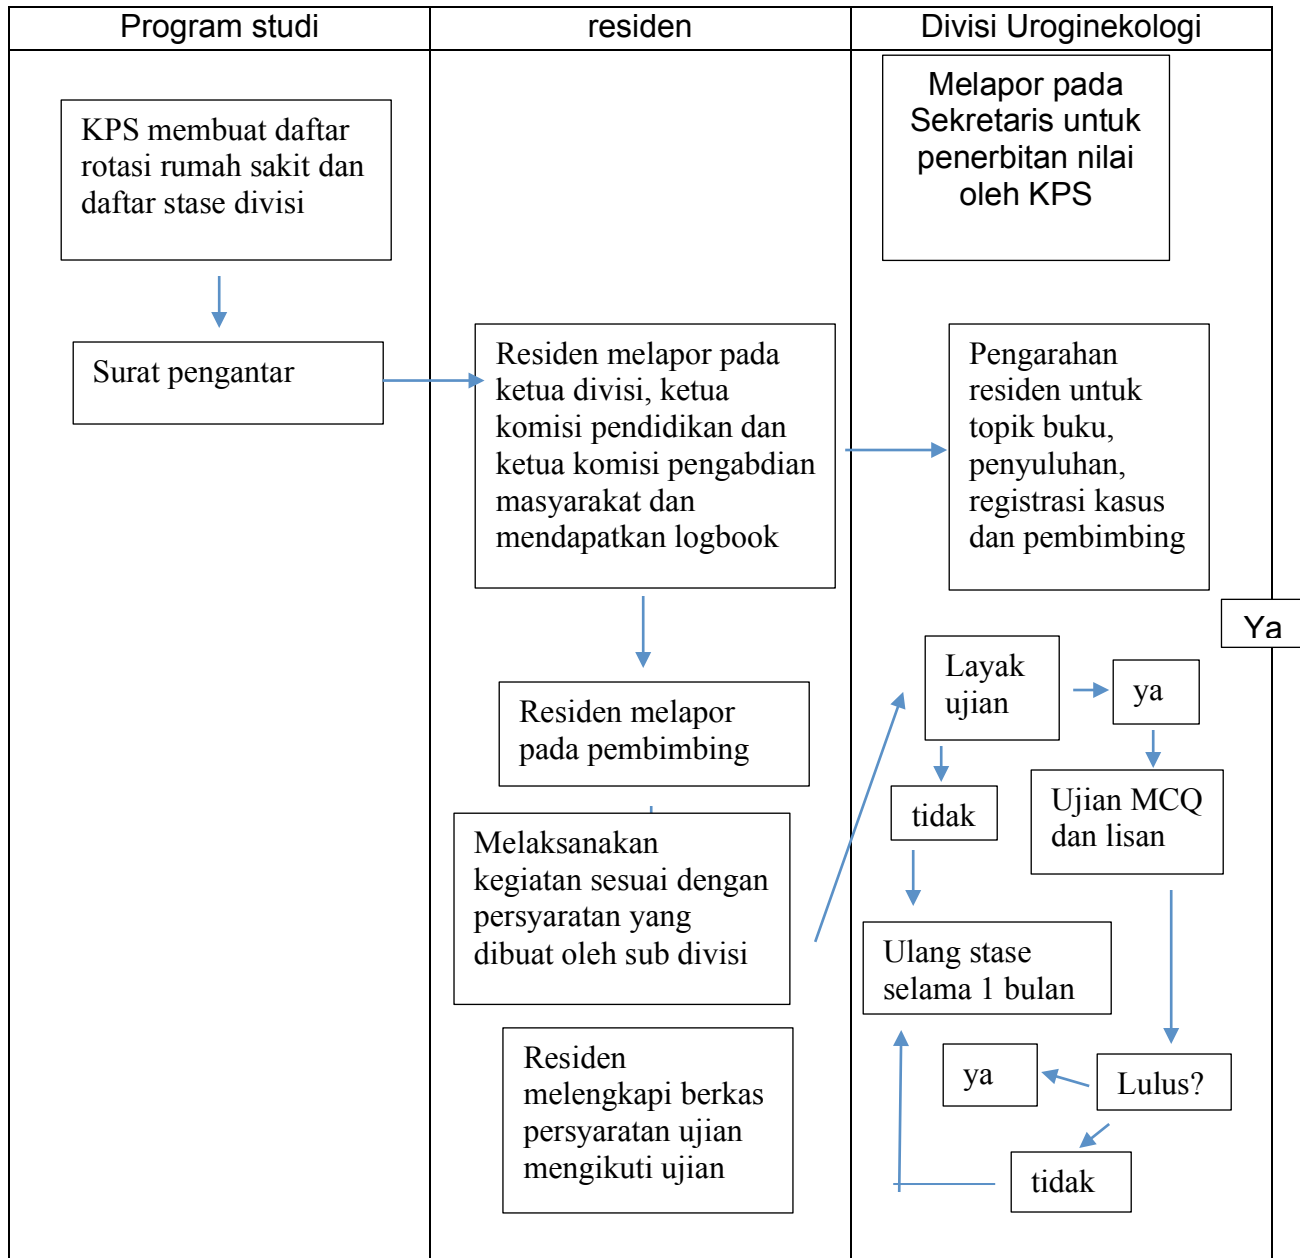 Program studi
residen
Divisi Uroginekologi
KPS membuat daftar
rotasi rumah sakit dan
daftar stase divisi
Surat pengantar
Residen melapor pada
ketua divisi, ketua
komisi pendidikan dan
ketua komisi pengabdian
masyarakat dan
mendapatkan logbook
Residen melapor
pada pembimbing
Melaksanakan
kegiatan sesuai dengan
persyaratan yang
dibuat oleh sub divisi
Residen
melengkapi berkas
persyaratan ujian
mengikuti ujian
Melapor pada
Sekretaris untuk
penerbitan nilai
oleh KPS
Pengarahan
residen untuk
topik buku,
penyuluhan,
registrasi kasus
dan pembimbing
Ya
Layak
ujian
ya
tidak
Ujian MCQ
dan lisan
Ulang stase
selama 1 bulan
ya
Lulus?
tidak